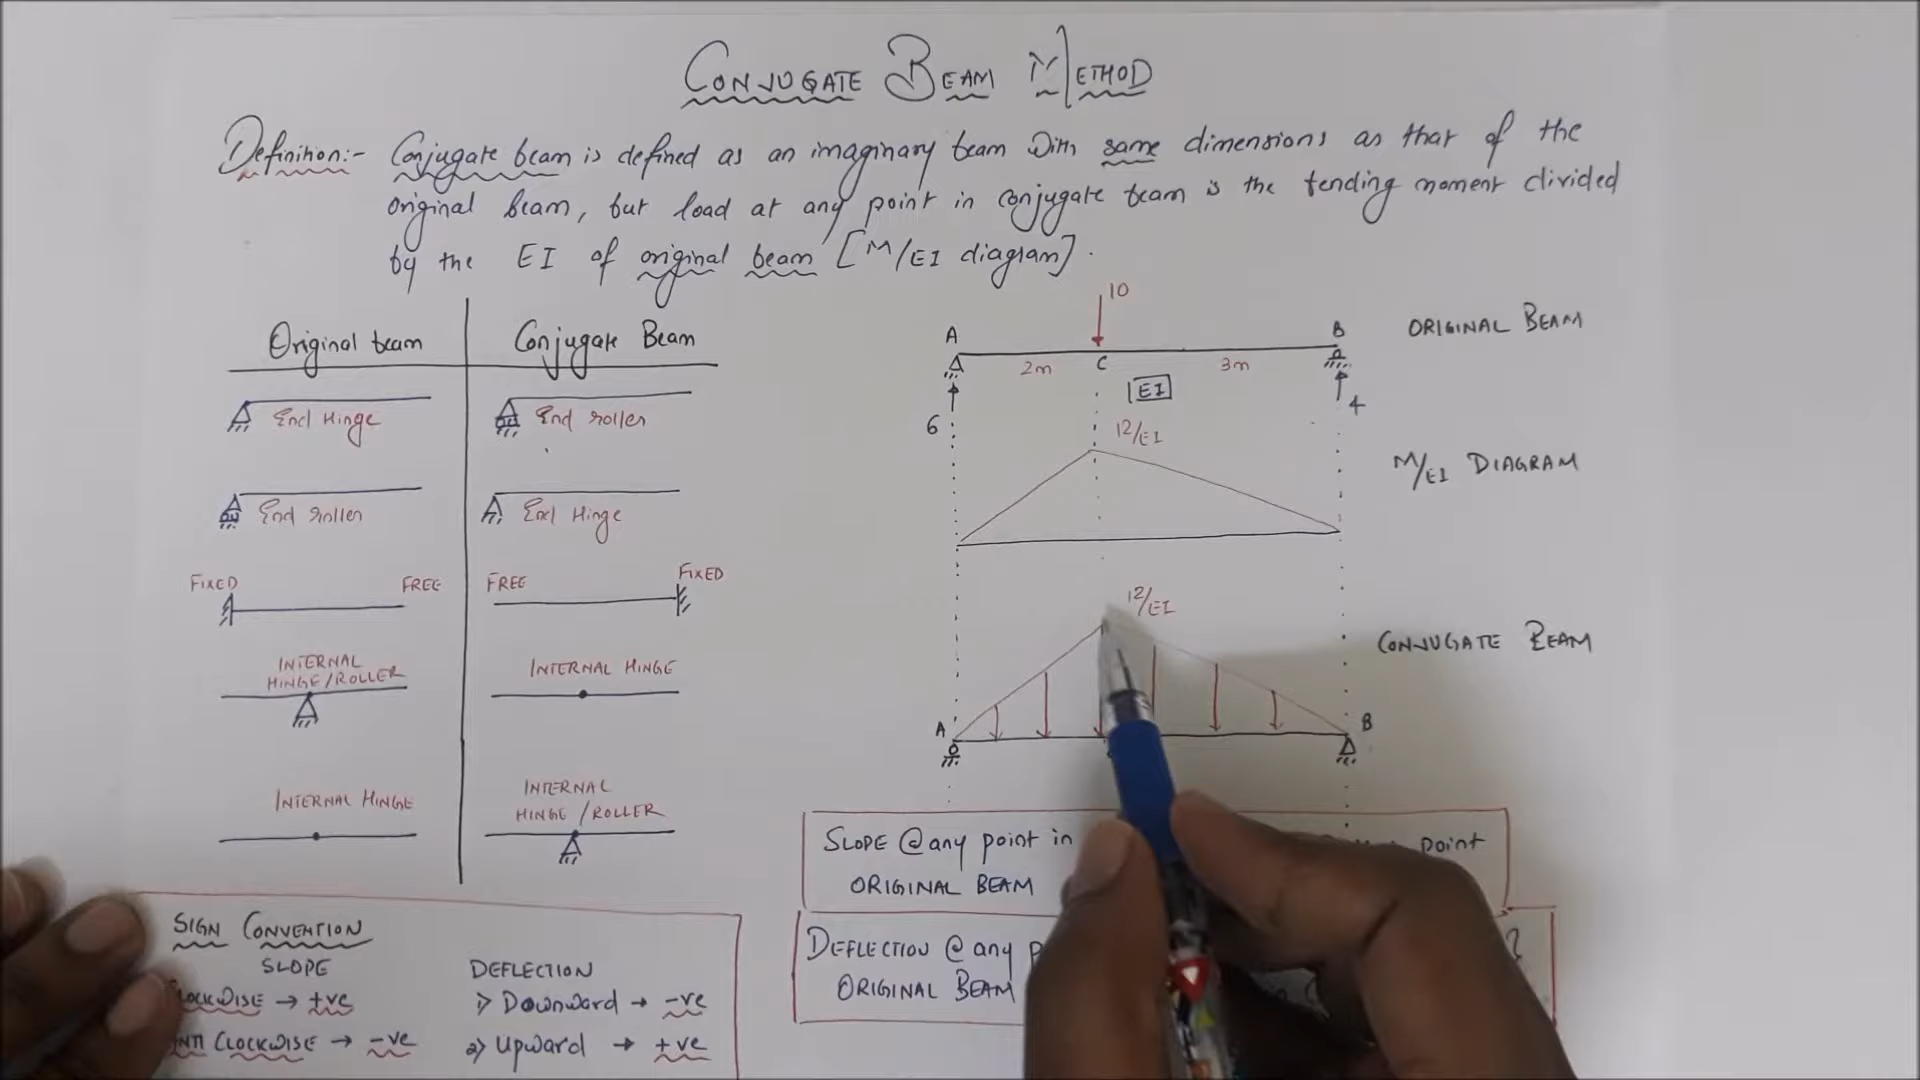 CONJUGATE BEAM METHOD
Definition:- Conjugate beam is defined as an imaginary beam with same dimensions as that of the
original beam, but load at any point in conjugate beam is the bending moment divided
by the EI of original beam [M/EI diagram].
Original beam Conjugate Beam
End Hinge End roller
End roller End Hinge
FIXED FREE FREE FIXED
INTERNAL
HINGE/ROLLER
INTERNAL HINGE
INTERNAL HINGE
INTERNAL
HINGE/ROLLER
10
A B ORIGINAL BEAM
2m C 3m
EI
6 4
12/EI
M/EI DIAGRAM
12/EI
CONJUGATE BEAM
A B
SLOPE @ any point in point
ORIGINAL BEAM
DEFLECTION @ any
ORIGINAL BEAM
SIGN CONVENTION
SLOPE DEFLECTION
CLOCKWISE → +ve 1) Downward → -ve
ANTI CLOCKWISE → -ve 2) Upward → +ve